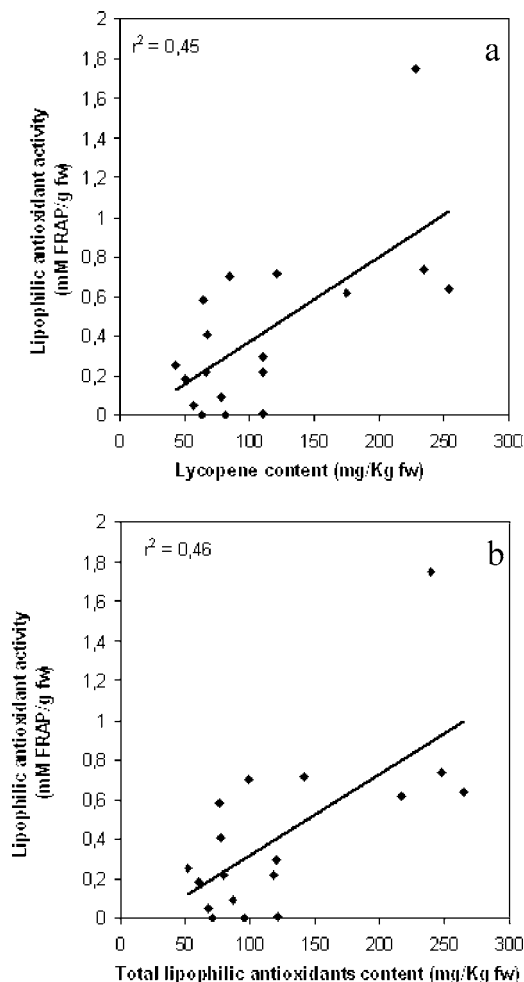 a
r² = 0,45
2
1,8
1,6
1,4
1,2
1
0,8
0,6
0,4
0,2
0
Lipophilic antioxidant activity
(mM FRAP/g fw)
0 50 100 150 200 250 300
Lycopene content (mg/Kg fw)
b
r² = 0,46
2
1,8
1,6
1,4
1,2
1
0,8
0,6
0,4
0,2
0
Lipophilic antioxidant activity
(mM FRAP/g fw)
0 50 100 150 200 250 300
Total lipophilic antioxidants content (mg/Kg fw)